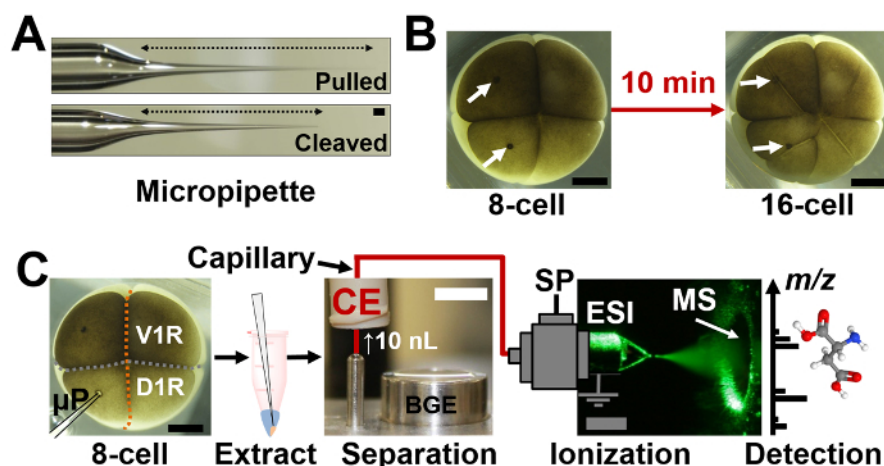 A
Pulled
Cleaved
Micropipette
B
10 min
8-cell
16-cell
C
Capillary
V1R
D1R
µP
8-cell
Extract
CE
↑10 nL
BGE
Separation
SP
ESI
MS
Ionization
m/z
Detection